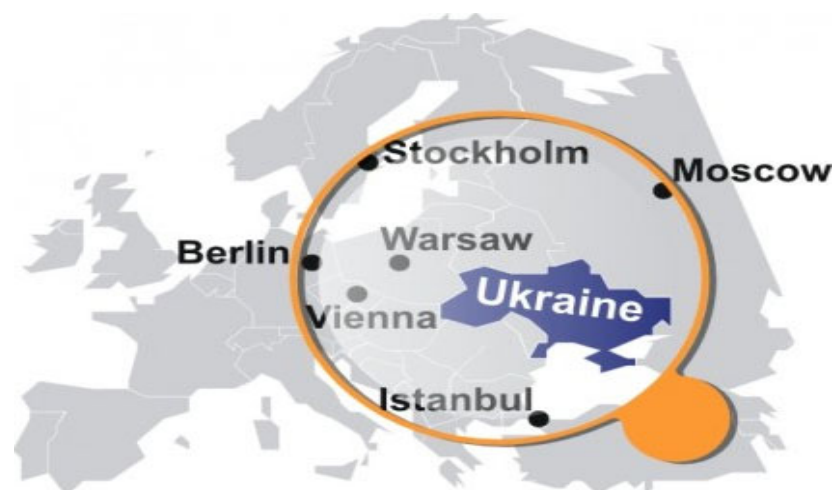 Stockholm
Moscow
Berlin
Warsaw
Ukraine
Vienna
Istanbul